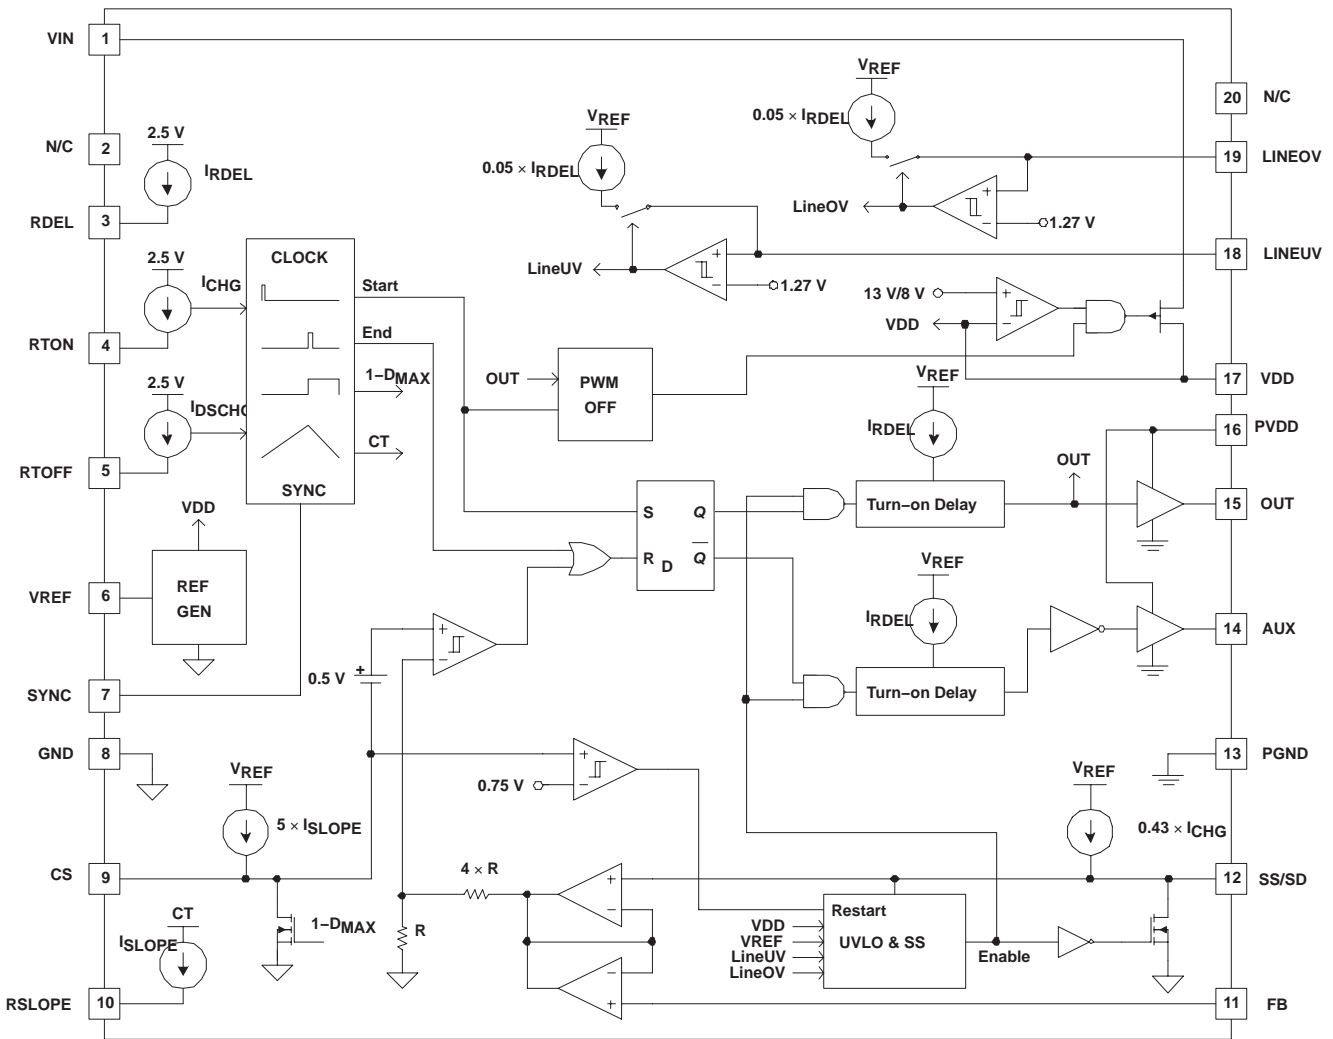 VIN 1
N/C 2
RDEL 3
RTON 4
RTOFF 5
VREF 6
SYNC 7
GND 8
CS 9
RSLOPE 10
2.5 V
IRDEL
2.5 V
ICHG
2.5 V
IDSCHG
CLOCK
SYNC
Start
End
1−DMAX
CT
VDD
REF
GEN
VREF
0.05 × IRDEL
LineUV
1.27 V
VREF
0.05 × IRDEL
LineOV
1.27 V
13 V/8 V
VDD
OUT
PWM
OFF
VREF
IRDEL
Turn−on Delay
OUT
S Q
R D Q
VREF
IRDEL
Turn−on Delay
0.5 V
0.75 V
VREF
5 × ISLOPE
1−DMAX
CT
ISLOPE
4 × R
R
VREF
0.43 × ICHG
Restart
UVLO & SS
VDD
VREF
LineUV
LineOV
Enable
20 N/C
19 LINEOV
18 LINEUV
17 VDD
16 PVDD
15 OUT
14 AUX
13 PGND
12 SS/SD
11 FB